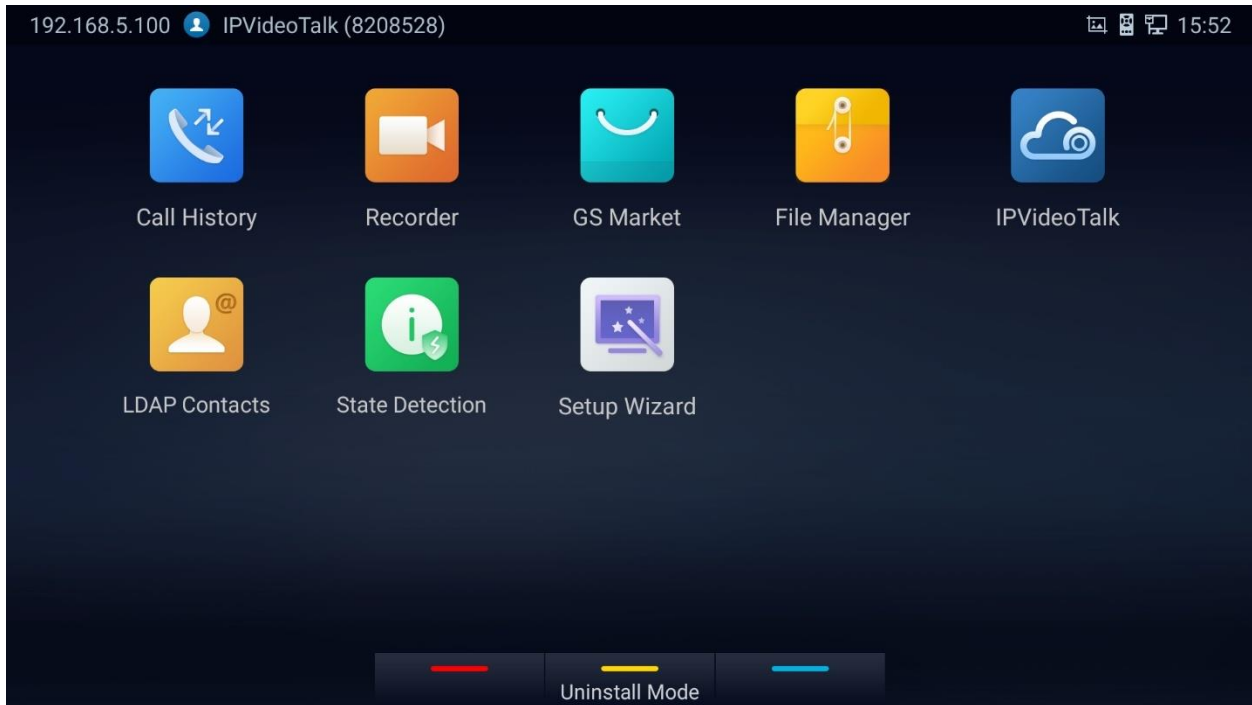 192.168.5.100 IPVideoTalk (8208528) 15:52
Call History Recorder GS Market File Manager IPVideoTalk
LDAP Contacts State Detection Setup Wizard
Uninstall Mode